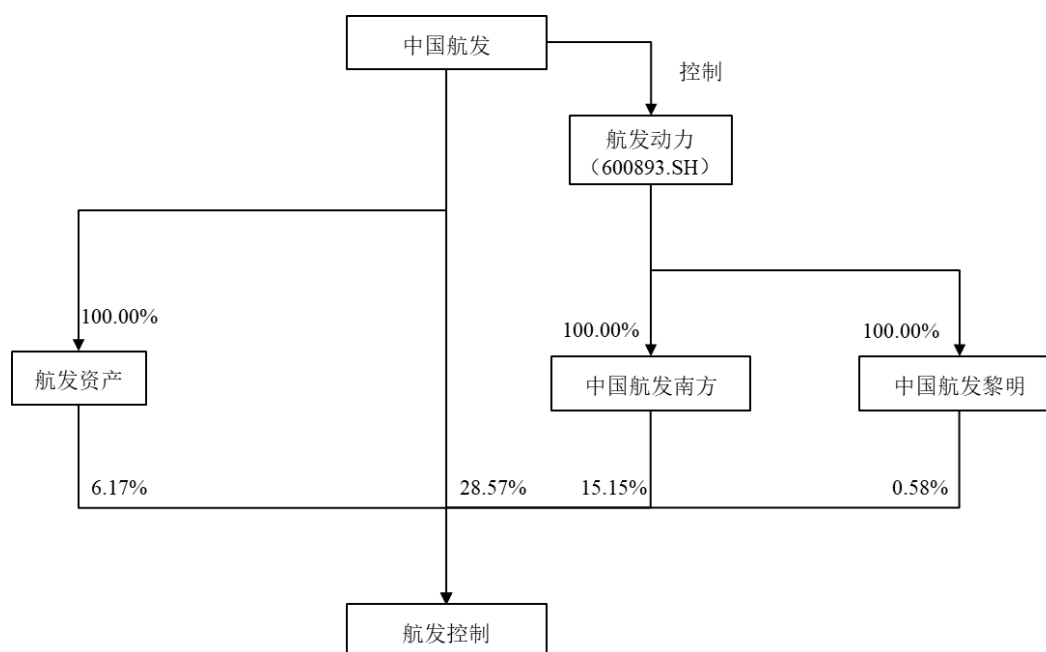 中国航发
控制
航发动力
（600893.SH）
100.00%
100.00%
100.00%
航发资产
中国航发南方
中国航发黎明
6.17%
28.57%
15.15%
0.58%
航发控制